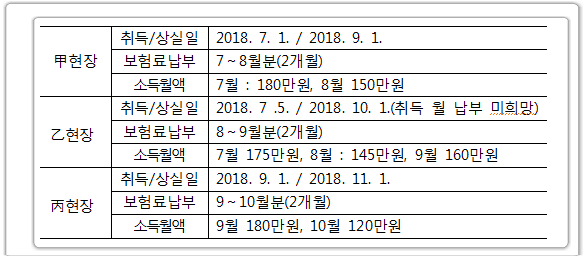 甲현장
취득/상실일 2018. 7. 1. / 2018. 9. 1.
보험료납부 7～8월분(2개월)
소득월액 7월 : 180만원, 8월 150만원
乙현장
취득/상실일 2018. 7 .5. / 2018. 10. 1.(취득 월 납부 미희망)
보험료납부 8～9월분(2개월)
소득월액 7월 175만원, 8월 : 145만원, 9월 160만원
丙현장
취득/상실일 2018. 9. 1. / 2018. 11. 1.
보험료납부 9～10월분(2개월)
소득월액 9월 180만원, 10월 120만원